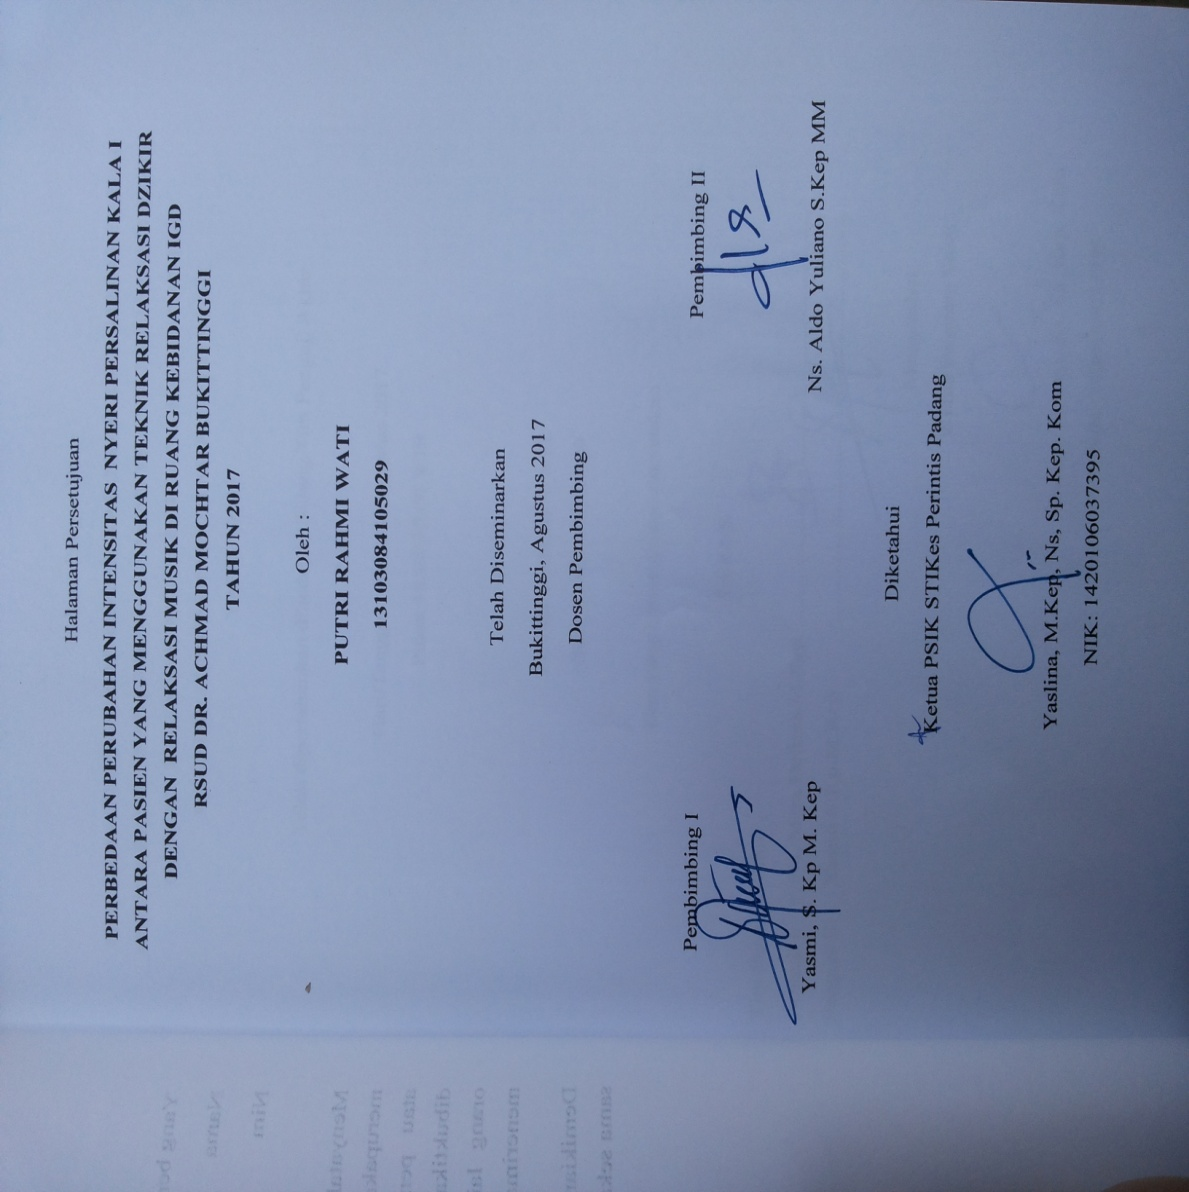 Halaman Persetujuan
PERBEDAAN PERUBAHAN INTENSITAS NYERI PERSALINAN KALA I
ANTARA PASIEN YANG MENGGUNAKAN TEKNIK RELAKSASI DZIKIR
DENGAN RELAKSASI MUSIK DI RUANG KEBIDANAN IGD
RSUD DR. ACHMAD MOCHTAR BUKITTINGGI
TAHUN 2017
Oleh :
PUTRI RAHMI WATI
13103084105029
Telah Diseminarkan
Bukittinggi, Agustus 2017
Dosen Pembimbing
Pembimbing I
Pembimbing II
Yasmi, S. Kp M. Kep
Ns. Aldo Yuliano S.Kep MM
Diketahui
Ketua PSIK STIKes Perintis Padang
Yaslina, M.Kep, Ns, Sp. Kep. Kom
NIK: 1420106037395